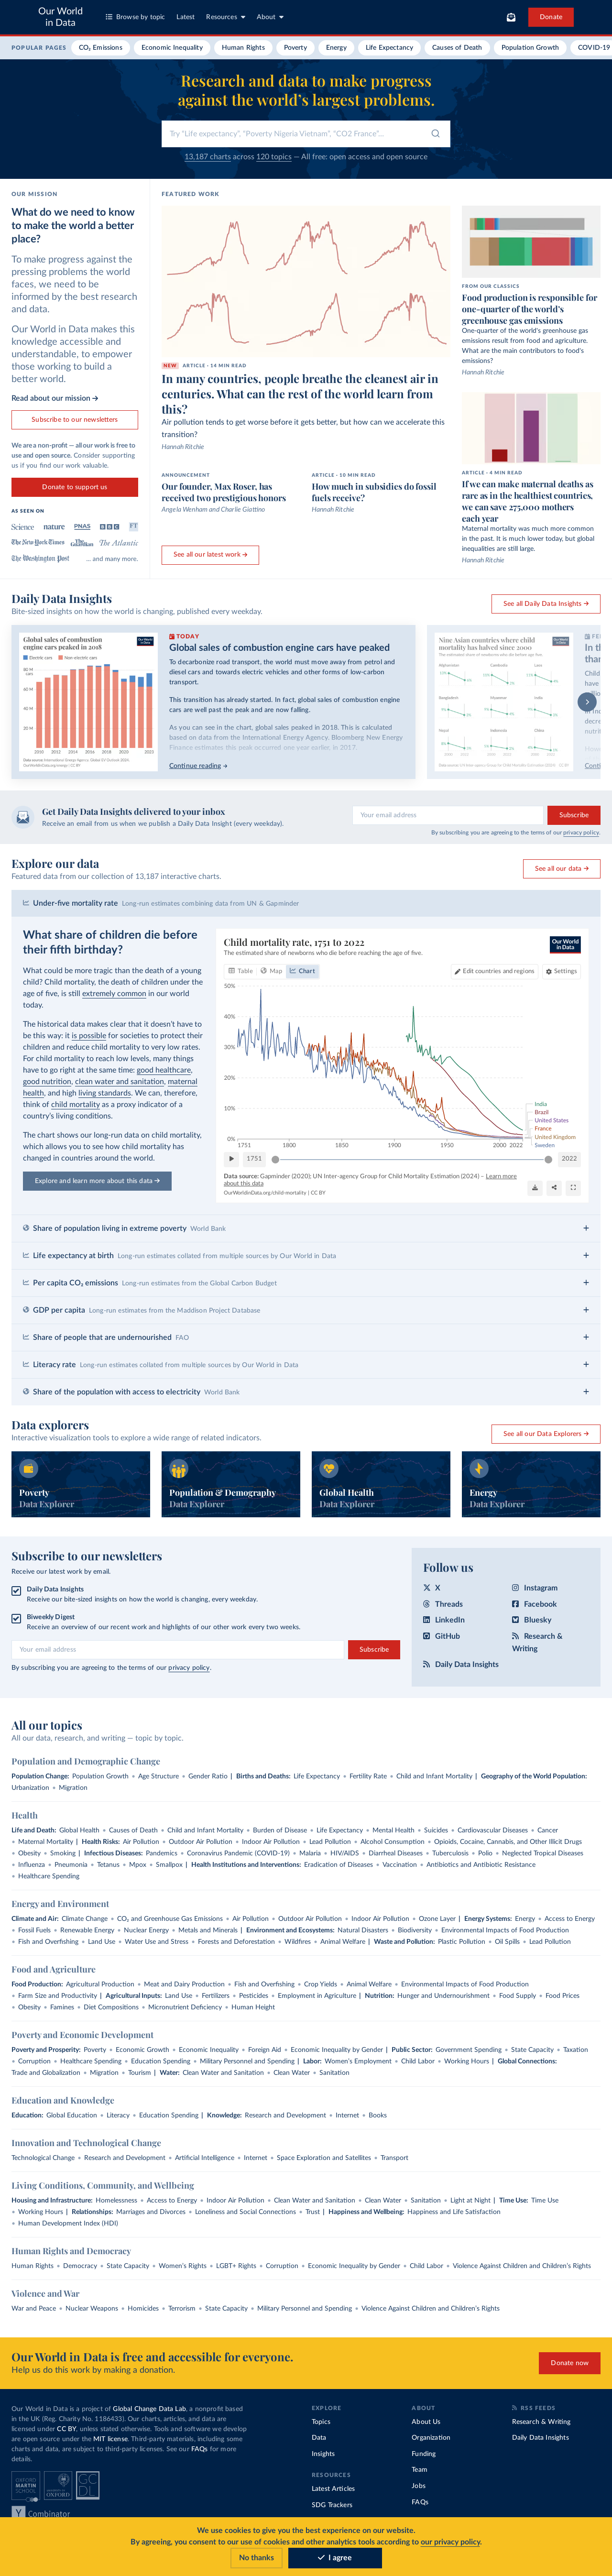 Our World
in Data
Browse by topic
Latest
Resources
About
Donate
POPULAR PAGES
CO₂ Emissions
Economic Inequality
Human Rights
Poverty
Energy
Life Expectancy
Causes of Death
Population Growth
COVID-19
Research and data to make progress
against the world's largest problems.
Try "Life expectancy", "Poverty Nigeria Vietnam", "CO2 France"...
13,187 charts across 120 topics — All free: open access and open source
OUR MISSION
What do we need to know
to make the world a better
place?
To make progress against the
pressing problems the world
faces, we need to be
informed by the best research
and data.
Our World in Data makes this
knowledge accessible and
understandable, to empower
those working to build a
better world.
Read about our mission →
Subscribe to our newsletters
We are a non-profit — all our work is free to
use and open source. Consider supporting
us if you find our work valuable.
Donate to support us
AS SEEN ON
Science
nature
PNAS
BBC
FT
The New York Times
The Guardian
The Atlantic
The Washington Post
... and many more.
FEATURED WORK
NEW ARTICLE • 14 MIN READ
In many countries, people breathe the cleanest air in
centuries. What can the rest of the world learn from
this?
Air pollution tends to get worse before it gets better, but how can we accelerate this
transition?
Hannah Ritchie
ANNOUNCEMENT
Our founder, Max Roser, has
received two prestigious honors
Angela Wenham and Charlie Giattino
ARTICLE • 10 MIN READ
How much in subsidies do fossil
fuels receive?
Hannah Ritchie
See all our latest work →
FROM OUR CLASSICS
Food production is responsible for
one-quarter of the world's
greenhouse gas emissions
One-quarter of the world's greenhouse gas
emissions result from food and agriculture.
What are the main contributors to food's
emissions?
Hannah Ritchie
ARTICLE • 4 MIN READ
If we can make maternal deaths as
rare as in the healthiest countries,
we can save 275,000 mothers
each year
Maternal mortality was much more common
in the past. It is much lower today, but global
inequalities are still large.
Hannah Ritchie
Daily Data Insights
Bite-sized insights on how the world is changing, published every weekday.
See all Daily Data Insights →
Global sales of combustion
engine cars peaked in 2018
Our World
in Data
Electric cars
Non-electric cars
2010 2012 2014 2016 2018 2020 2022
TODAY
Global sales of combustion engine cars have peaked
To decarbonize road transport, the world must move away from petrol and
diesel cars and towards electric vehicles and other forms of low-carbon
transport.
This transition has already started. In fact, global sales of combustion engine
cars are well past the peak and are now falling.
As you can see in the chart, global sales peaked in 2018. This is calculated
based on data from the International Energy Agency. Bloomberg New Energy
Finance estimates this peak occurred one year earlier, in 2017.
Continue reading →
Nine Asian countries where child
mortality has halved since 2000
Get Daily Data Insights delivered to your inbox
Receive an email from us when we publish a Daily Data Insight (every weekday).
Your email address
Subscribe
By subscribing you are agreeing to the terms of our privacy policy.
Explore our data
Featured data from our collection of 13,187 interactive charts.
See all our data →
Under-five mortality rate Long-run estimates combining data from UN & Gapminder
What share of children die before
their fifth birthday?
What could be more tragic than the death of a young
child? Child mortality, the death of children under the
age of five, is still extremely common in our world
today.
The historical data makes clear that it doesn't have to
be this way: it is possible for societies to protect their
children and reduce child mortality to very low rates.
For child mortality to reach low levels, many things
have to go right at the same time: good healthcare,
good nutrition, clean water and sanitation, maternal
health, and high living standards. We can, therefore,
think of child mortality as a proxy indicator of a
country's living conditions.
The chart shows our long-run data on child mortality,
which allows you to see how child mortality has
changed in countries around the world.
Explore and learn more about this data →
Child mortality rate, 1751 to 2022
The estimated share of newborns who die before reaching the age of five.
Our World
in Data
Table
Map
Chart
Edit countries and regions
Settings
50%
40%
30%
20%
10%
0%
1751 1800 1850 1900 1950 2000 2022
India
Brazil
United States
France
United Kingdom
Sweden
1751
2022
Data source: Gapminder (2020); UN Inter-agency Group for Child Mortality Estimation (2024) – Learn more
about this data
OurWorldinData.org/child-mortality | CC BY
Share of population living in extreme poverty World Bank
Life expectancy at birth Long-run estimates collated from multiple sources by Our World in Data
Per capita CO₂ emissions Long-run estimates from the Global Carbon Budget
GDP per capita Long-run estimates from the Maddison Project Database
Share of people that are undernourished FAO
Literacy rate Long-run estimates collated from multiple sources by Our World in Data
Share of the population with access to electricity World Bank
Data explorers
Interactive visualization tools to explore a wide range of related indicators.
See all our Data Explorers →
Poverty
Data Explorer
Population & Demography
Data Explorer
Global Health
Data Explorer
Energy
Data Explorer
Subscribe to our newsletters
Receive our latest work by email.
Daily Data Insights
Receive our bite-sized insights on how the world is changing, every weekday.
Biweekly Digest
Receive an overview of our recent work and highlights of our other work every two weeks.
Your email address
Subscribe
By subscribing you are agreeing to the terms of our privacy policy.
Follow us
X
Instagram
Threads
Facebook
LinkedIn
Bluesky
GitHub
Research &
Writing
Daily Data Insights
All our topics
All our data, research, and writing — topic by topic.
Population and Demographic Change
Population Change: Population Growth • Age Structure • Gender Ratio | Births and Deaths: Life Expectancy • Fertility Rate • Child and Infant Mortality | Geography of the World Population:
Urbanization • Migration
Health
Life and Death: Global Health • Causes of Death • Child and Infant Mortality • Burden of Disease • Life Expectancy • Mental Health • Suicides • Cardiovascular Diseases • Cancer
• Maternal Mortality | Health Risks: Air Pollution • Outdoor Air Pollution • Indoor Air Pollution • Lead Pollution • Alcohol Consumption • Opioids, Cocaine, Cannabis, and Other Illicit Drugs
• Obesity • Smoking | Infectious Diseases: Pandemics • Coronavirus Pandemic (COVID-19) • Malaria • HIV/AIDS • Diarrheal Diseases • Tuberculosis • Polio • Neglected Tropical Diseases
• Influenza • Pneumonia • Tetanus • Mpox • Smallpox | Health Institutions and Interventions: Eradication of Diseases • Vaccination • Antibiotics and Antibiotic Resistance
• Healthcare Spending
Energy and Environment
Climate and Air: Climate Change • CO₂ and Greenhouse Gas Emissions • Air Pollution • Outdoor Air Pollution • Indoor Air Pollution • Ozone Layer | Energy Systems: Energy • Access to Energy
• Fossil Fuels • Renewable Energy • Nuclear Energy • Metals and Minerals | Environment and Ecosystems: Natural Disasters • Biodiversity • Environmental Impacts of Food Production
• Fish and Overfishing • Land Use • Water Use and Stress • Forests and Deforestation • Wildfires • Animal Welfare | Waste and Pollution: Plastic Pollution • Oil Spills • Lead Pollution
Food and Agriculture
Food Production: Agricultural Production • Meat and Dairy Production • Fish and Overfishing • Crop Yields • Animal Welfare • Environmental Impacts of Food Production
• Farm Size and Productivity | Agricultural Inputs: Land Use • Fertilizers • Pesticides • Employment in Agriculture | Nutrition: Hunger and Undernourishment • Food Supply • Food Prices
• Obesity • Famines • Diet Compositions • Micronutrient Deficiency • Human Height
Poverty and Economic Development
Poverty and Prosperity: Poverty • Economic Growth • Economic Inequality • Foreign Aid • Economic Inequality by Gender | Public Sector: Government Spending • State Capacity • Taxation
• Corruption • Healthcare Spending • Education Spending • Military Personnel and Spending | Labor: Women's Employment • Child Labor • Working Hours | Global Connections:
Trade and Globalization • Migration • Tourism | Water: Clean Water and Sanitation • Clean Water • Sanitation
Education and Knowledge
Education: Global Education • Literacy • Education Spending | Knowledge: Research and Development • Internet • Books
Innovation and Technological Change
Technological Change • Research and Development • Artificial Intelligence • Internet • Space Exploration and Satellites • Transport
Living Conditions, Community, and Wellbeing
Housing and Infrastructure: Homelessness • Access to Energy • Indoor Air Pollution • Clean Water and Sanitation • Clean Water • Sanitation • Light at Night | Time Use: Time Use
• Working Hours | Relationships: Marriages and Divorces • Loneliness and Social Connections • Trust | Happiness and Wellbeing: Happiness and Life Satisfaction
• Human Development Index (HDI)
Human Rights and Democracy
Human Rights • Democracy • State Capacity • Women's Rights • LGBT+ Rights • Corruption • Economic Inequality by Gender • Child Labor • Violence Against Children and Children's Rights
Violence and War
War and Peace • Nuclear Weapons • Homicides • Terrorism • State Capacity • Military Personnel and Spending • Violence Against Children and Children's Rights
Our World in Data is free and accessible for everyone.
Help us do this work by making a donation.
Donate now
Our World in Data is a project of Global Change Data Lab, a nonprofit based
in the UK (Reg. Charity No. 1186433). Our charts, articles, and data are
licensed under CC BY, unless stated otherwise. Tools and software we develop
are open source under the MIT license. Third-party materials, including some
charts and data, are subject to third-party licenses. See our FAQs for more
details.
OXFORD
MARTIN
SCHOOL
UNIVERSITY OF
OXFORD
GC
DL
Y Combinator
EXPLORE
Topics
Data
Insights
RESOURCES
Latest Articles
SDG Trackers
ABOUT
About Us
Organization
Funding
Team
Jobs
FAQs
RSS FEEDS
Research & Writing
Daily Data Insights
We use cookies to give you the best experience on our website.
By agreeing, you consent to our use of cookies and other analytics tools according to our privacy policy.
No thanks
I agree